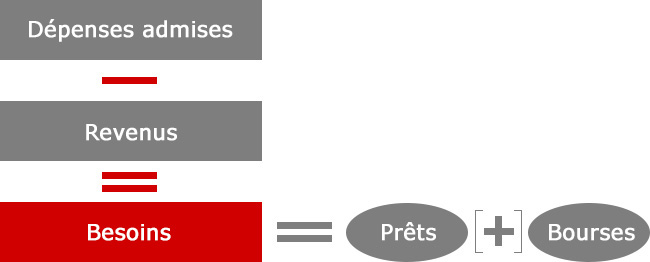 Dépenses admises
–
Revenus
=
Besoins = Prêts [+] Bourses